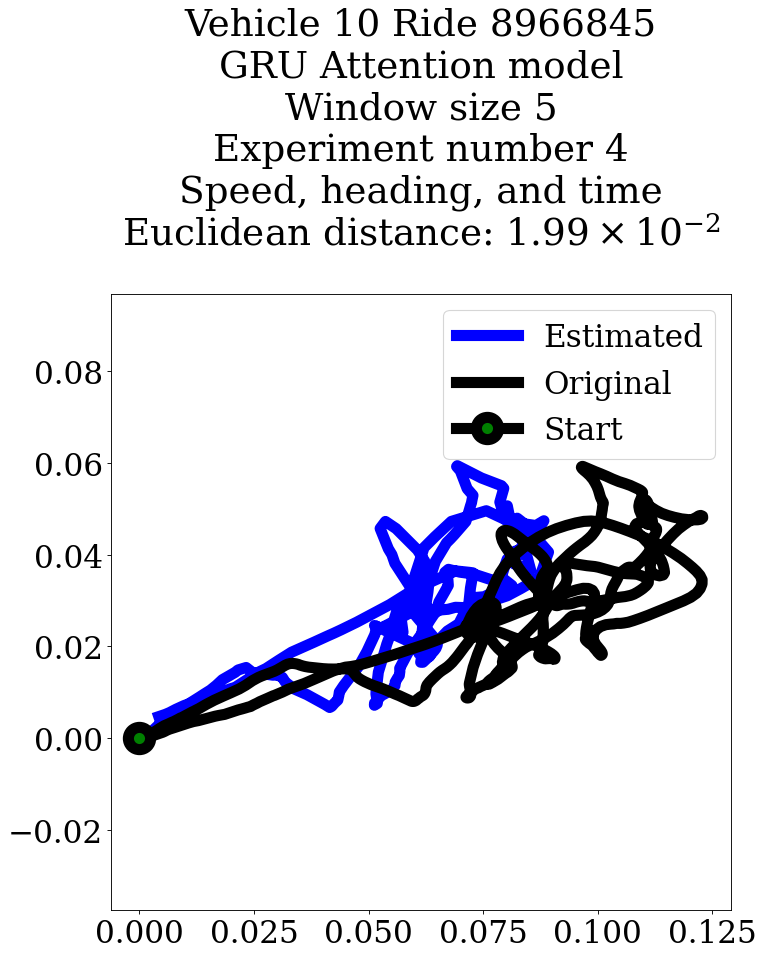 Vehicle 10 Ride 8966845
GRU Attention model
Window size 5
Experiment number 4
Speed, heading, and time
Euclidean distance: 1.99 × 10⁻²
Estimated
Original
Start
0.08
0.06
0.04
0.02
0.00
−0.02
0.000 0.025 0.050 0.075 0.100 0.125